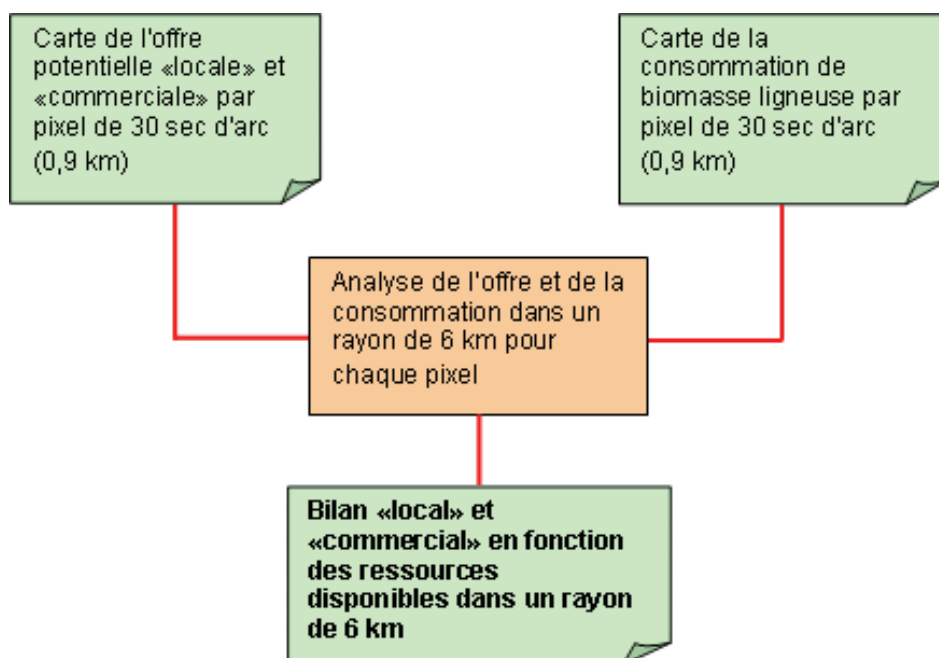 Carte de l'offre
potentielle «locale» et
«commerciale» par
pixel de 30 sec d'arc
(0,9 km)
Carte de la
consommation de
biomasse ligneuse par
pixel de 30 sec d'arc
(0,9 km)
Analyse de l'offre et de la
consommation dans un
rayon de 6 km pour
chaque pixel
Bilan «local» et
«commercial» en fonction
des ressources
disponibles dans un rayon
de 6 km